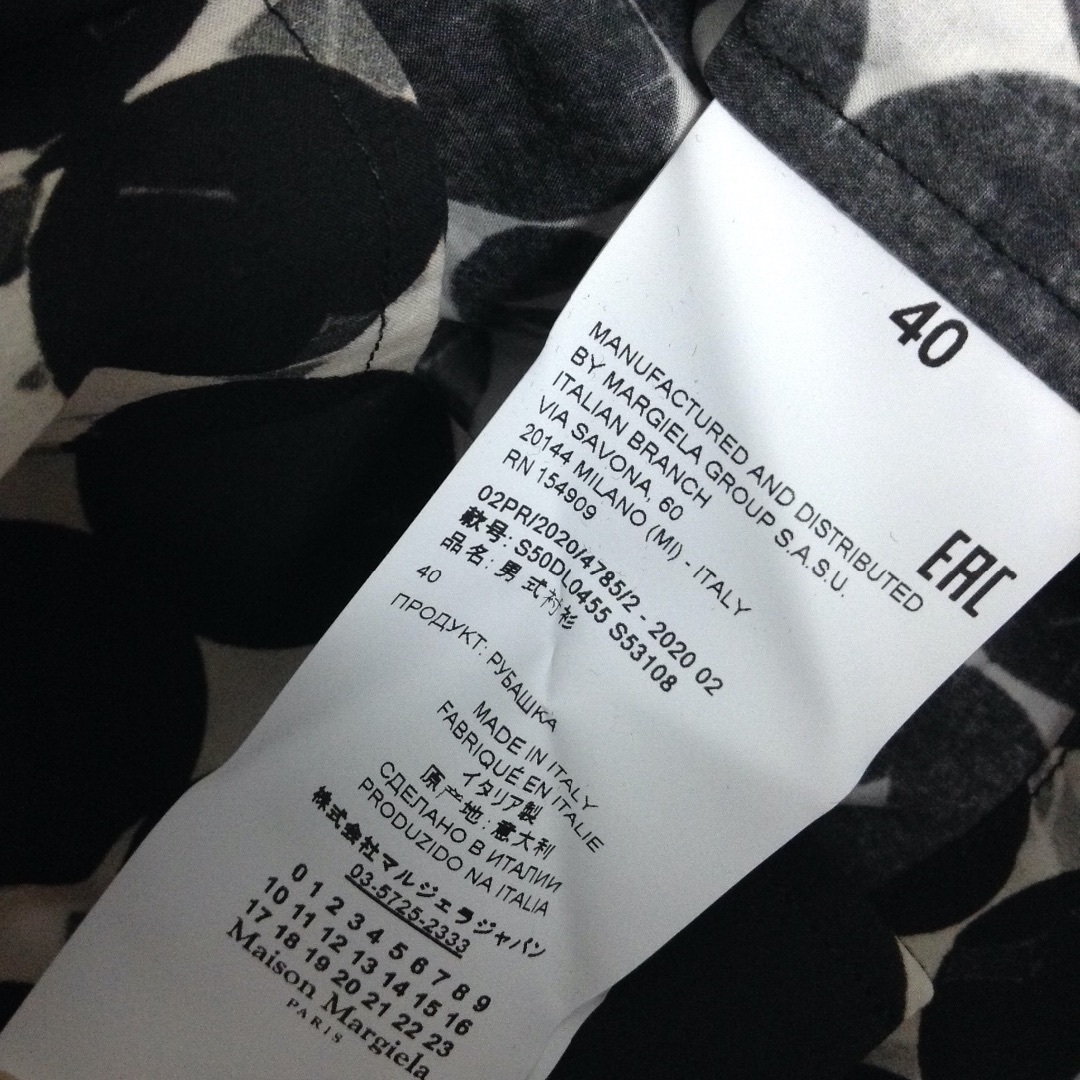 40
MANUFACTURED AND DISTRIBUTED
BY MARGIELA GROUP S.A.S.U.
ITALIAN BRANCH
VIA SAVONA, 60
20144 MILANO (MI) - ITALY
RN 154909
EAC
02PR/2020/4785/2 - 2020 02
款号: S50DL0455 S53108
品名: 男式衬衫
40
ПРОДУКТ: РУБАШКА
MADE IN ITALY
FABRIQUÉ EN ITALIE
イタリア製
原产地: 意大利
СДЕЛАНО В ИТАЛИИ
PRODUZIDO NA ITALIA
株式会社マルジェラジャパン
03-5725-2333
0 1 2 3 4 5 6 7 8 9
10 11 12 13 14 15 16
17 18 19 20 21 22 23
Maison Margiela
PARIS